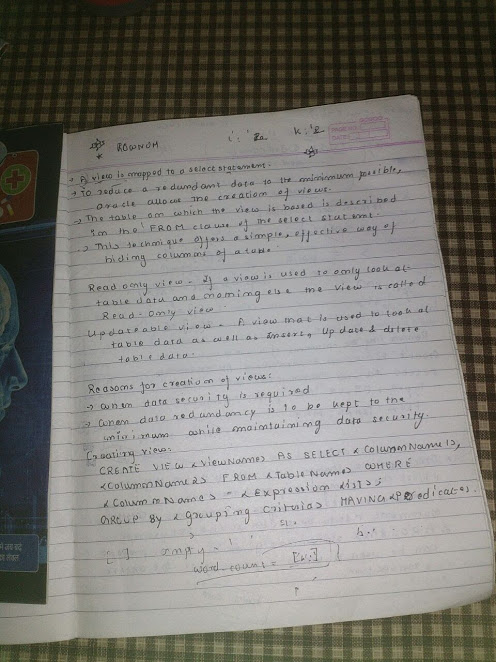 ROWNUM
→ A view is mapped to a select statement.
→ To reduce a redundant data to the minimum possible,
oracle allows the creation of views.
→ The table on which the view is based is described
in the FROM clause of the select statement.
→ This technique offers a simple, effective way of
hiding columns of a table.
Read only view - If a view is used to only look at
table data and nothing else the view is called
Read-Only view
Updateable view - A view that is used to look at
table data as well as insert, update & delete
table data.
Reasons for creation of views:
→ When data security is required
→ When data redundancy is to be kept to the
minimum while maintaining data security.
Creating view:
CREATE VIEW <ViewName> AS SELECT <ColumnName1>,
<ColumnName2> FROM <TableName> WHERE
<ColumnName> = <Expression List>;
GROUP By <Grouping Criteria> HAVING <Predicate>
[ ] empty
word-count =